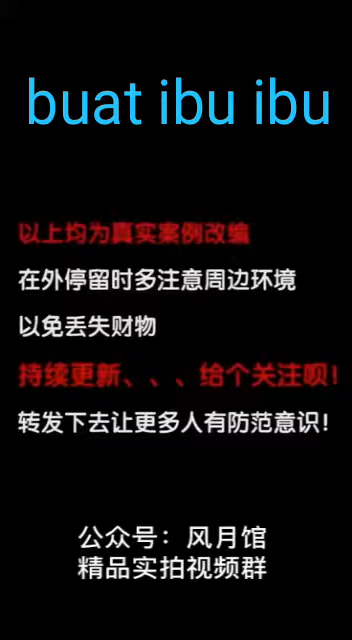 buat ibu ibu
以上均为真实案例改编
在外停留时多注意周边环境
以免丢失财物
持续更新、、、给个关注呗！
转发下去让更多人有防范意识！
公众号：风月馆
精品实拍视频群